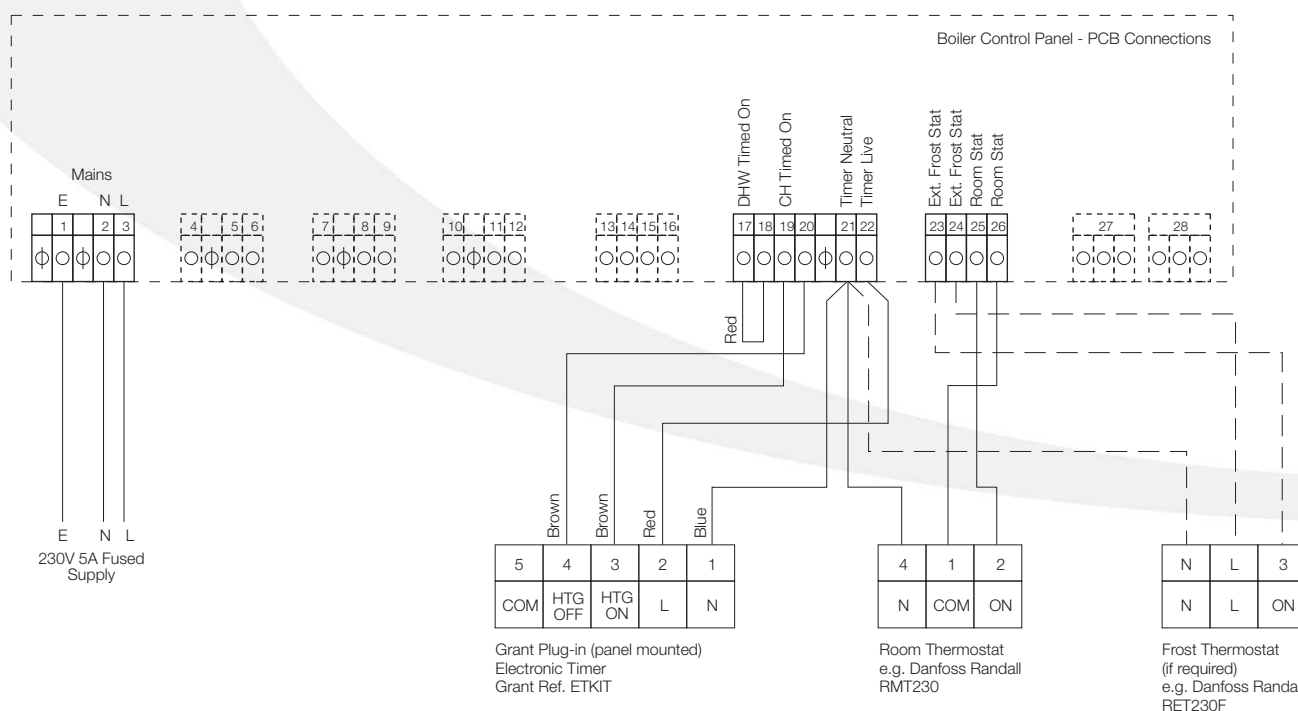 Boiler Control Panel - PCB Connections
Mains
E N L
DHW Timed On
CH Timed On
Timer Neutral
Timer Live
Ext. Frost Stat
Ext. Frost Stat
Room Stat
Room Stat
1 2 3
4 5 6
7 8 9
10 11 12
13 14 15 16
17 18 19 20 21 22
23 24 25 26
27
28
Red
Brown
Brown
Red
Blue
E N L
230V 5A Fused
Supply
5 4 3 2 1
COM HTG OFF HTG ON L N
Grant Plug-in (panel mounted)
Electronic Timer
Grant Ref. ETKIT
4 1 2
N COM ON
Room Thermostat
e.g. Danfoss Randall
RMT230
N L 3
N L ON
Frost Thermostat
(if required)
e.g. Danfoss Randa
RET230F